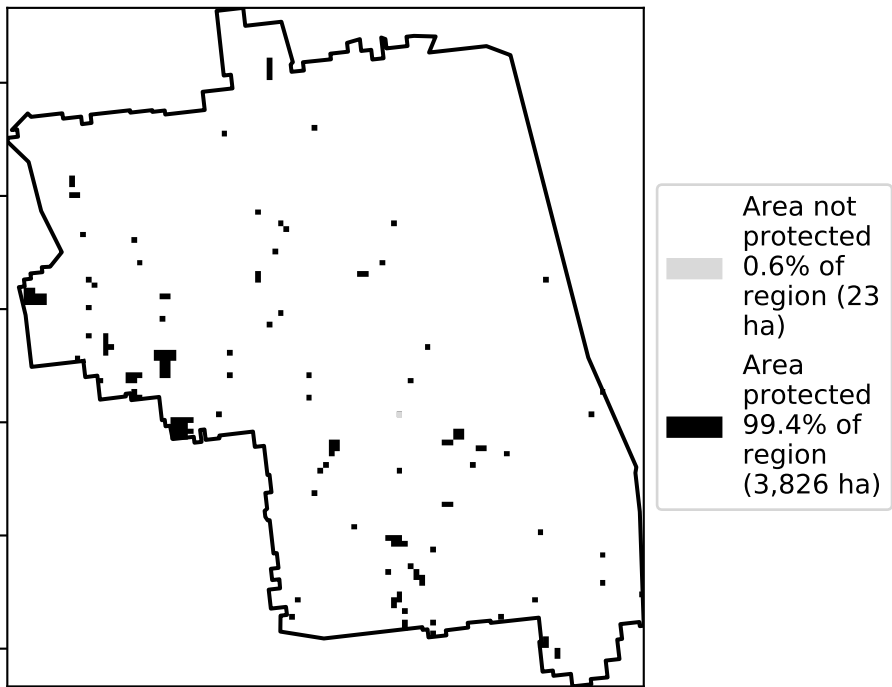 Area not
protected
0.6% of
region (23
ha)
Area
protected
99.4% of
region
(3,826 ha)